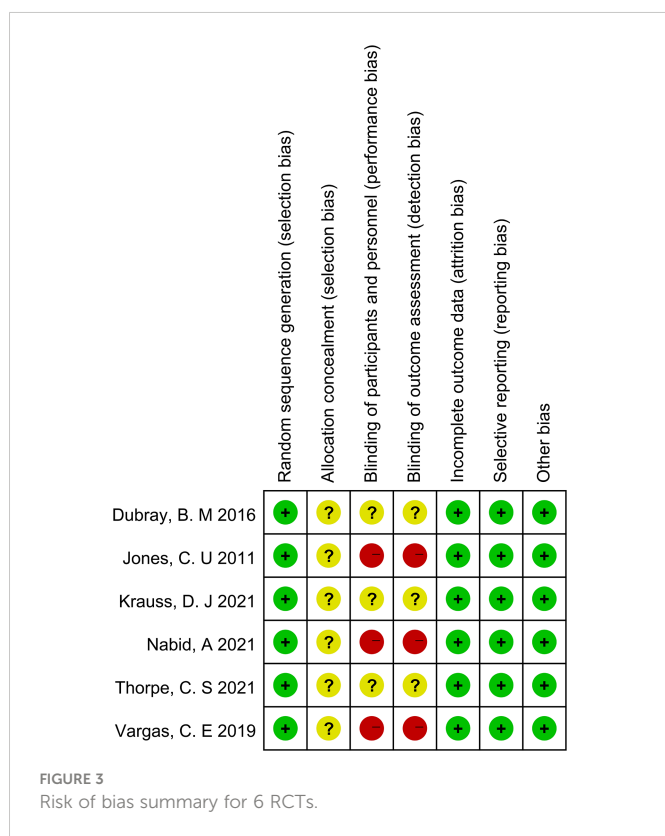 Random sequence generation (selection bias)
Allocation concealment (selection bias)
Blinding of participants and personnel (performance bias)
Blinding of outcome assessment (detection bias)
Incomplete outcome data (attrition bias)
Selective reporting (reporting bias)
Other bias
Dubray, B. M 2016 + ? ? ? + + +
Jones, C. U 2011 + ? - - + + +
Krauss, D. J 2021 + ? ? ? + + +
Nabid, A 2021 + ? - - + + +
Thorpe, C. S 2021 + ? ? ? + + +
Vargas, C. E 2019 + ? - - + + +
FIGURE 3
Risk of bias summary for 6 RCTs.